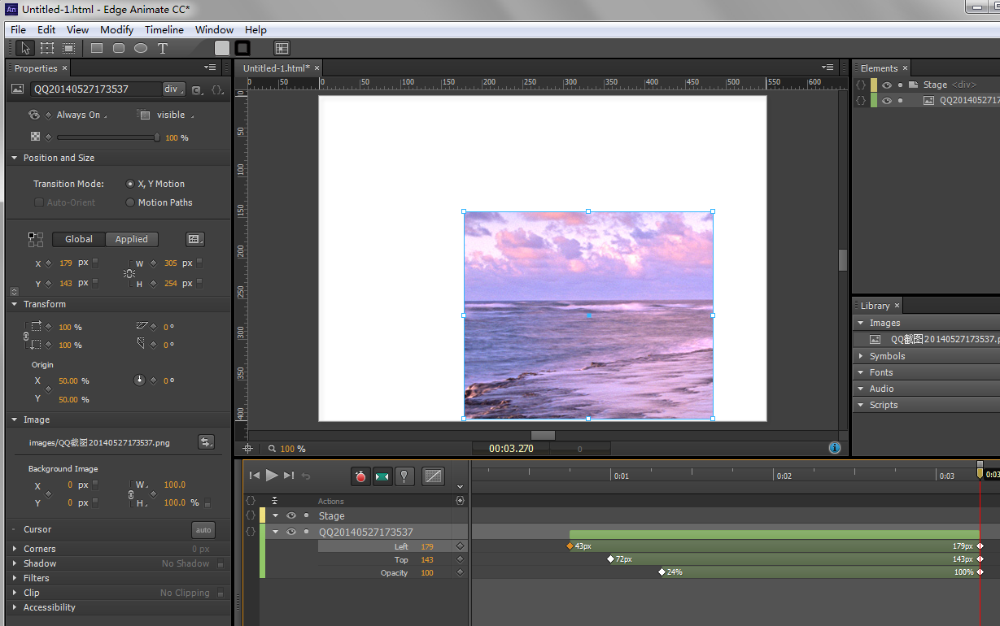 An Untitled-1.html - Edge Animate CC*
File Edit View Modify Timeline Window Help
T
Properties ×
Untitled-1.html* ×
Elements ×
QQ20140527173537 div
0 50 0 50 100 150 200 250 300 350 400 450 500 550 600
Stage <div>
QQ2014052717
Always On visible
100 %
Position and Size
Transition Mode: X, Y Motion
Auto-Orient Motion Paths
Global Applied
X 179 px W 305 px
Y 143 px H 254 px
Transform
100 % 0 º
100 % 0 º
Origin
X 50.00 % 0 º
Y 50.00 %
Image
images/QQ截图20140527173537.png
Background Image
X 0 px W 100.0
Y 0 px H 100.0 %
Cursor auto
Corners 0 px
Shadow No Shadow
Filters
Clip No Clipping
Accessibility
0 50 100 150 200 250 300 350 400
Library ×
Images
QQ截图20140527173537.p
Symbols
Fonts
Audio
Scripts
100 % 00:03.270 0
0:01 0:02 0:03 0:03
Actions
Stage
QQ20140527173537
Left 179 43px 179px
Top 143 72px 143px
Opacity 100 24% 100%